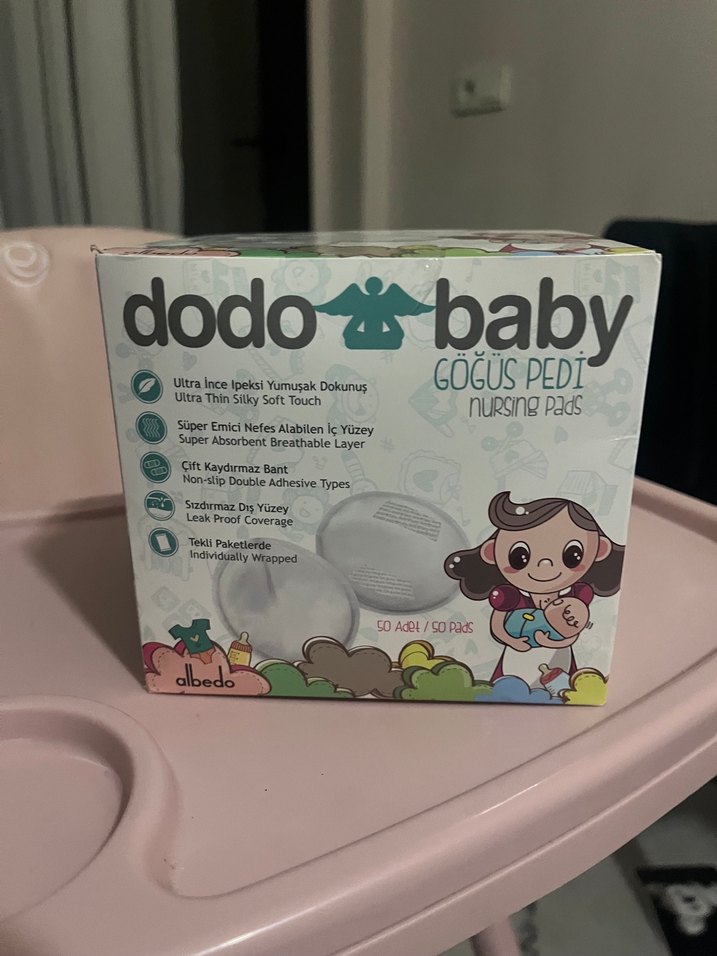 albedo
dodo baby
GÖĞÜS PEDİ
nursing pads
Ultra İnce Ipeksi Yumuşak Dokunuş
Ultra Thin Silky Soft Touch
Süper Emici Nefes Alabilen İç Yüzey
Super Absorbent Breathable Layer
Çift Kaydırmaz Bant
Non-slip Double Adhesive Types
Sızdırmaz Dış Yüzey
Leak Proof Coverage
Tekli Paketlerde
Individually Wrapped
50 Adet / 50 Pads
albedo